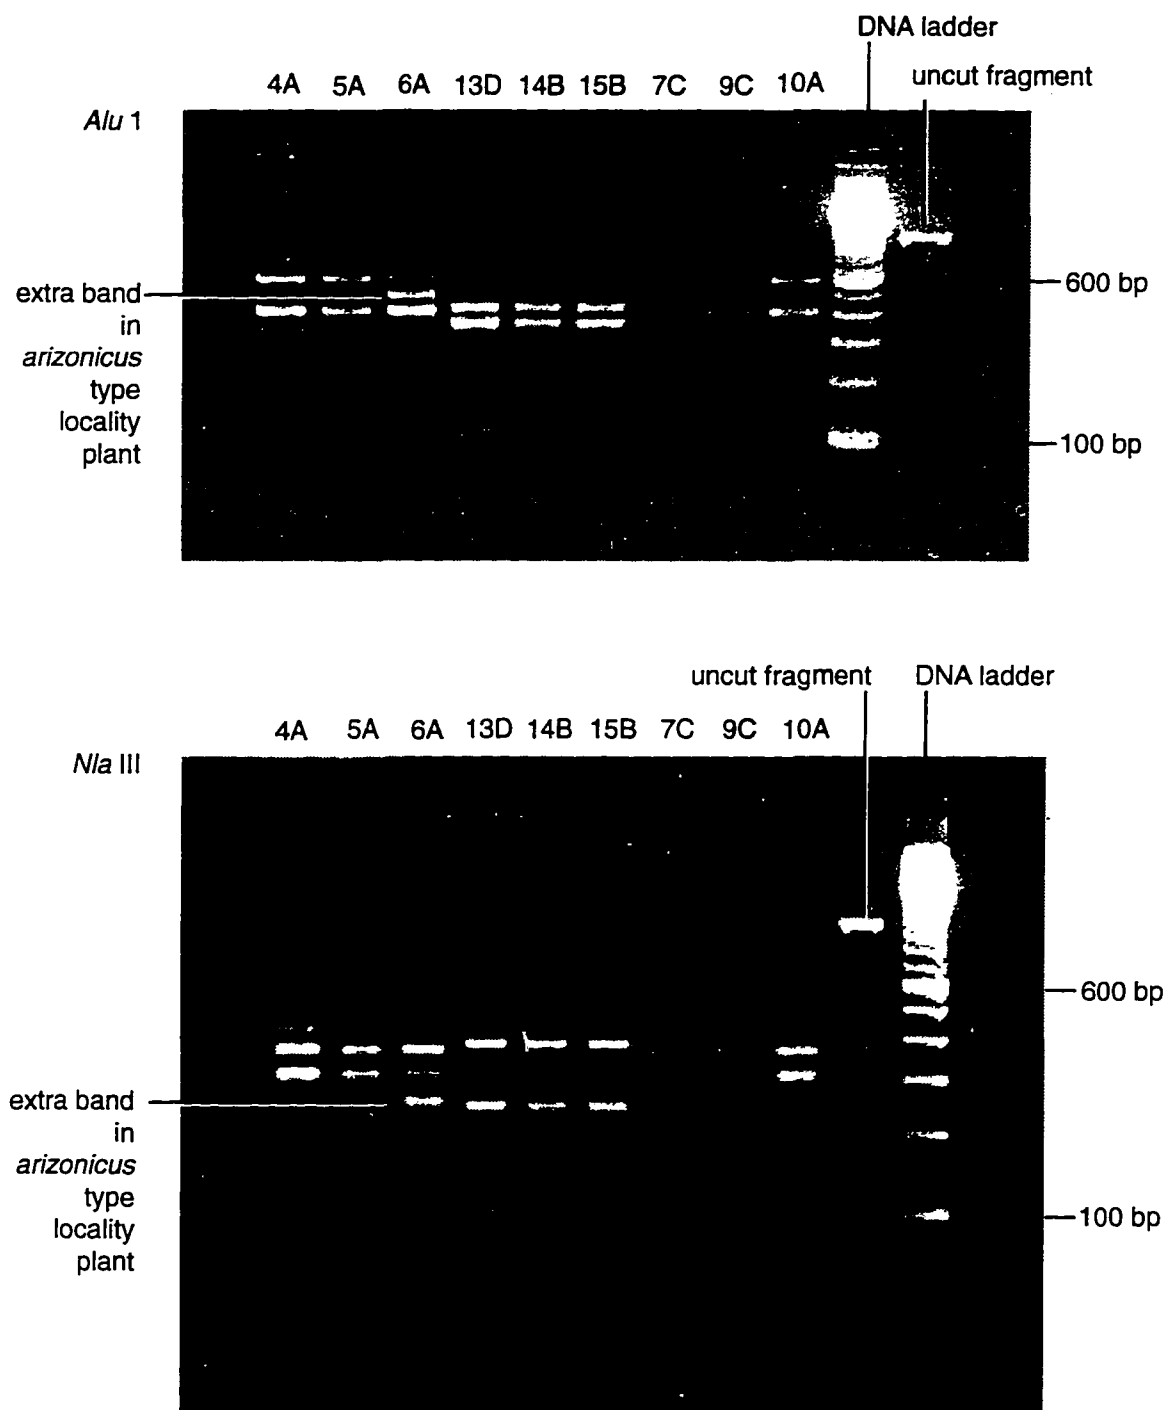 DNA ladder
uncut fragment
4A 5A 6A 13D 14B 15B 7C 9C 10A
Alu 1
600 bp
extra band
in
arizonicus
type
locality
plant
100 bp
uncut fragment DNA ladder
4A 5A 6A 13D 14B 15B 7C 9C 10A
Nla III
600 bp
extra band
in
arizonicus
type
locality
plant
100 bp